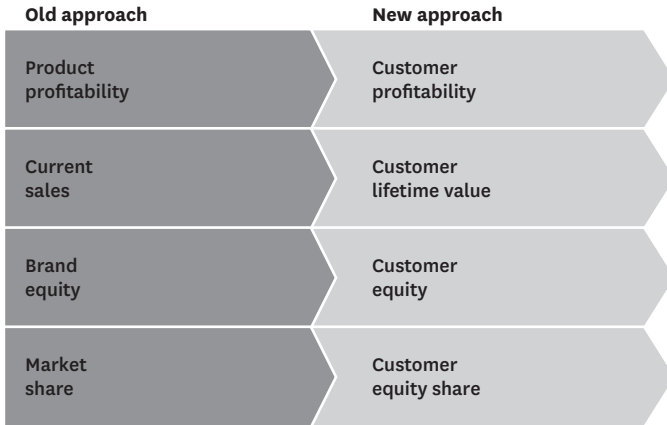 Old approach
New approach
Product
profitability
Customer
profitability
Current
sales
Customer
lifetime value
Brand
equity
Customer
equity
Market
share
Customer
equity share